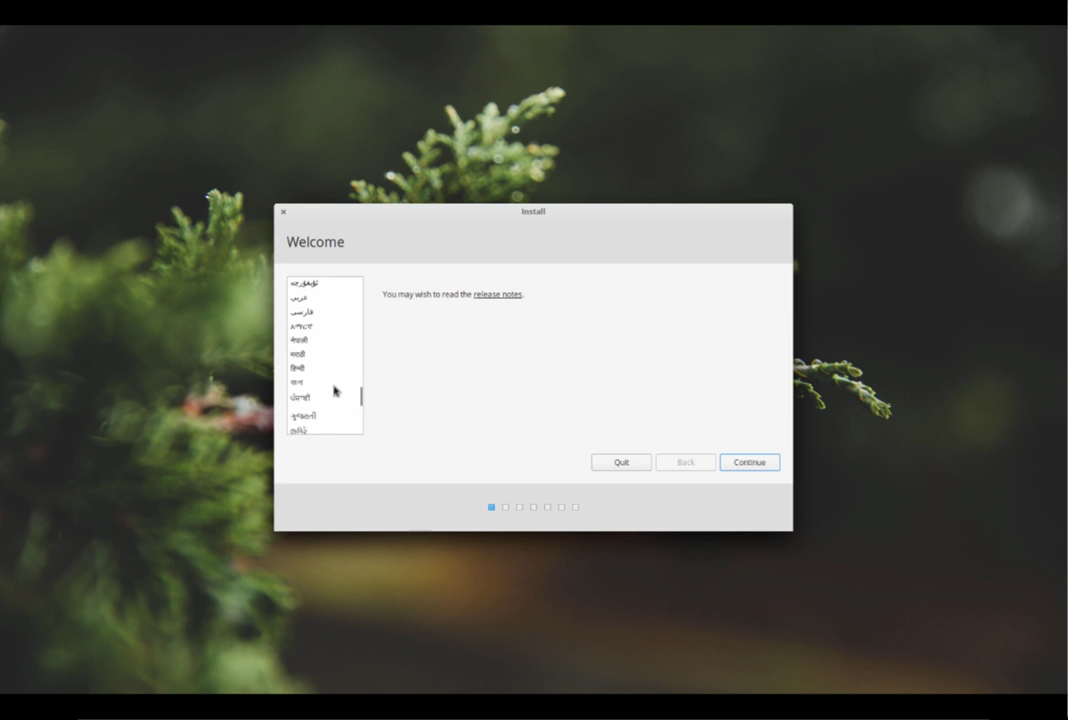 Install
Welcome
ئۇيغۇرچە
عربي
فارسی
አማርኛ
नेपाली
मराठी
हिन्दी
বাংলা
ਪੰਜਾਬੀ
ગુજરાતી
தமிழ்
You may wish to read the release notes.
Quit
Back
Continue